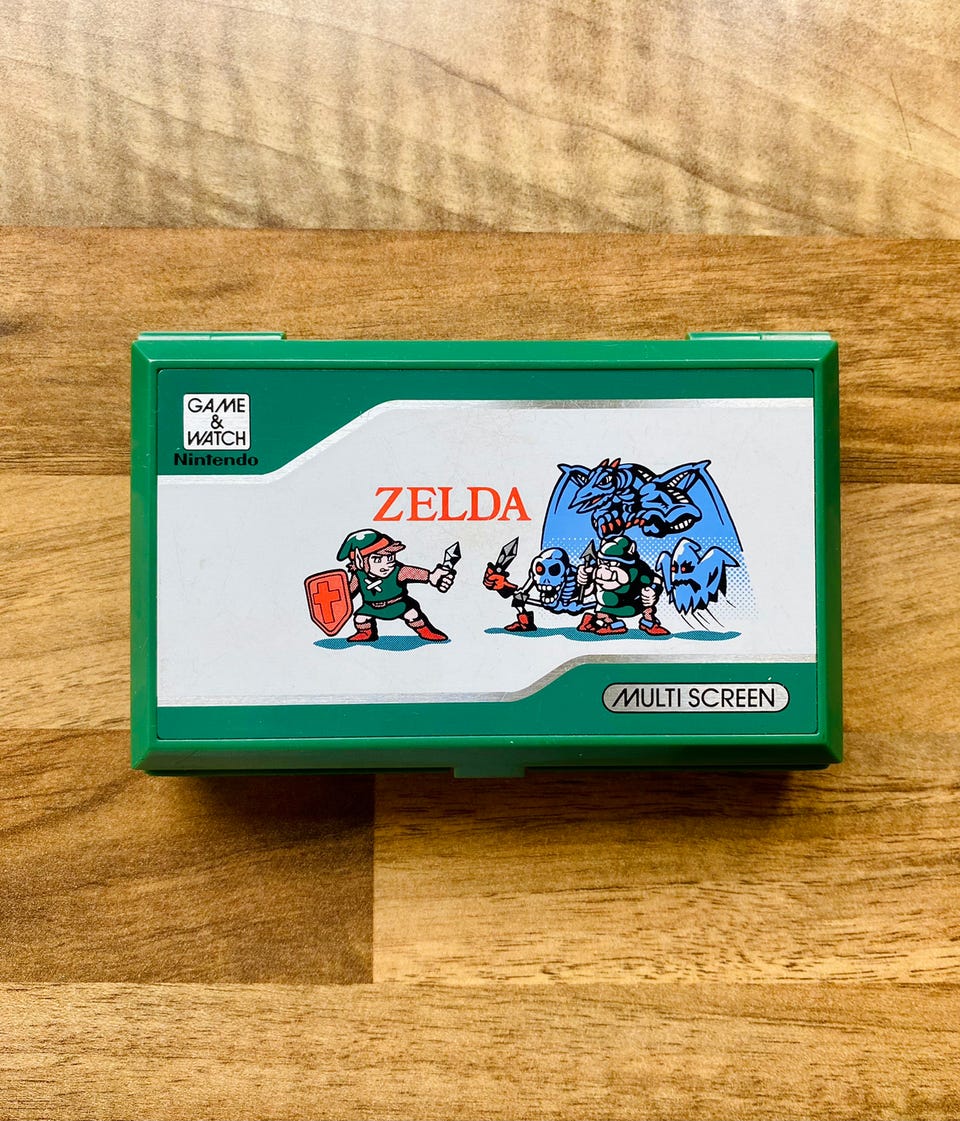 GAME
&
WATCH
Nintendo
ZELDA
MULTI SCREEN